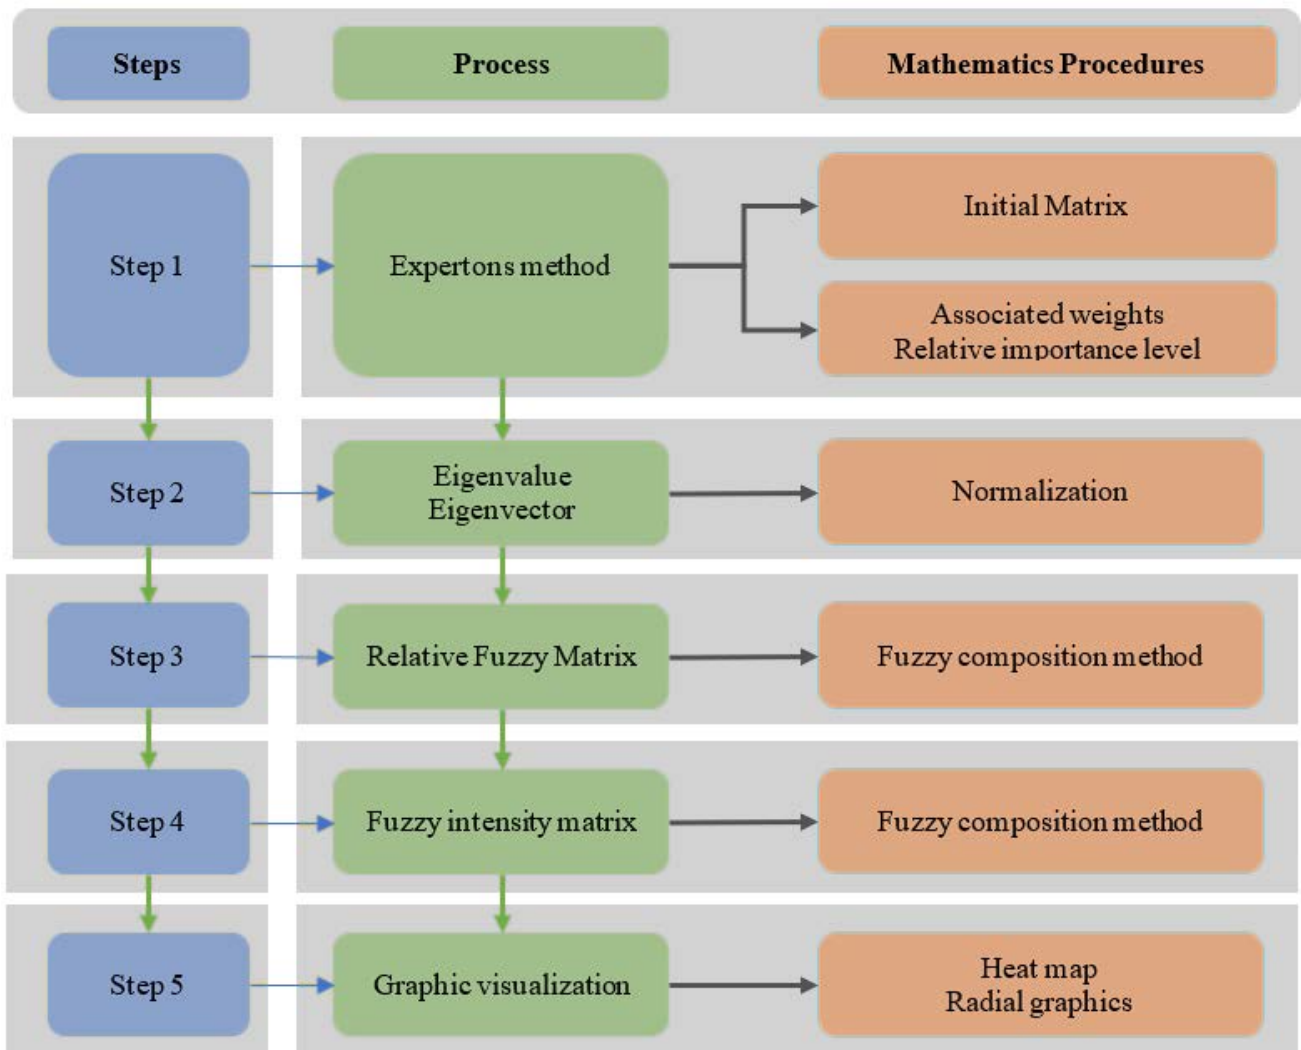 Steps
Process
Mathematics Procedures
Step 1
Expertons method
Initial Matrix
Associated weights
Relative importance level
Step 2
Eigenvalue
Eigenvector
Normalization
Step 3
Relative Fuzzy Matrix
Fuzzy composition method
Step 4
Fuzzy intensity matrix
Fuzzy composition method
Step 5
Graphic visualization
Heat map
Radial graphics